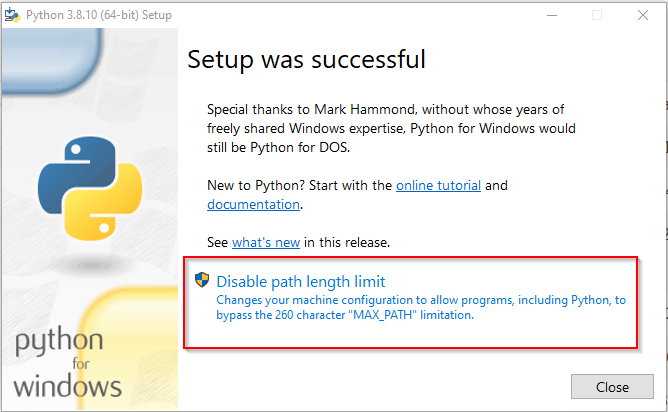 Python 3.8.10 (64-bit) Setup
Setup was successful
Special thanks to Mark Hammond, without whose years of
freely shared Windows expertise, Python for Windows would
still be Python for DOS.
New to Python? Start with the online tutorial and
documentation.
See what's new in this release.
Disable path length limit
Changes your machine configuration to allow programs, including Python, to
bypass the 260 character "MAX_PATH" limitation.
python
for
windows
Close